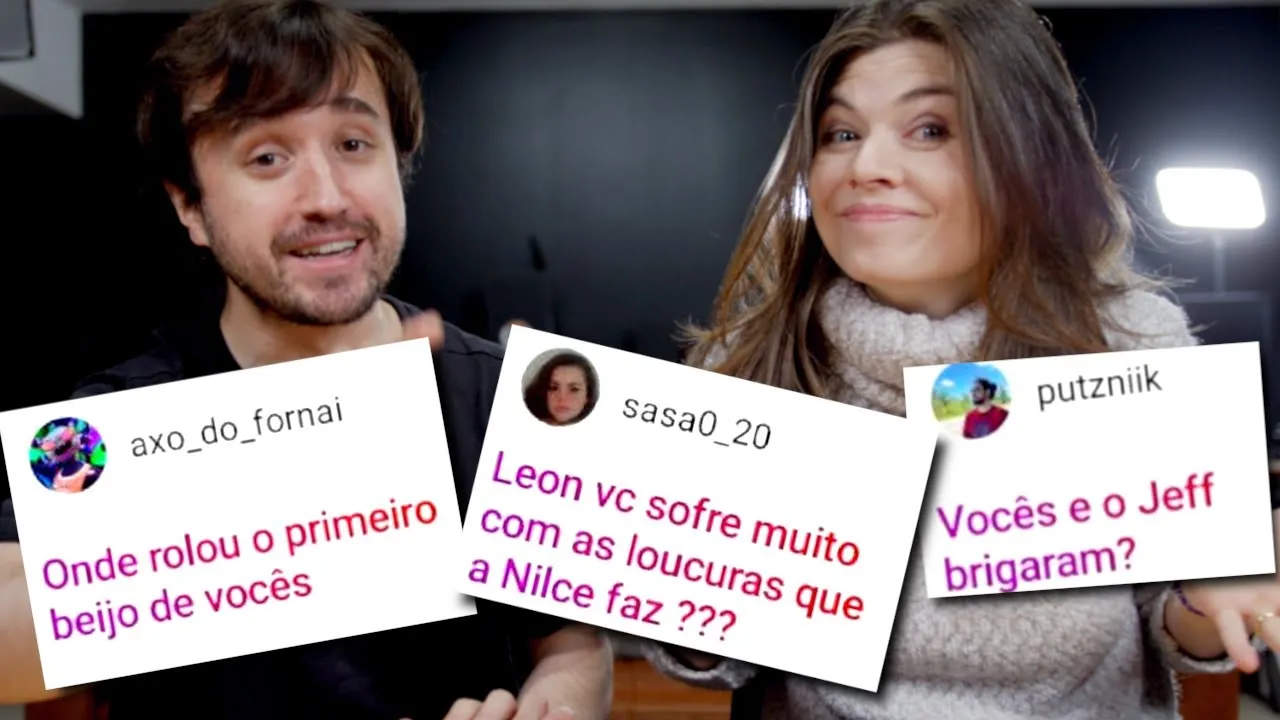 axo_do_fornai
Onde rolou o primeiro
beijo de vocês
sasa0_20
Leon vc sofre muito
com as loucuras que
a Nilce faz ???
putzniik
Vocês e o Jeff
brigaram?